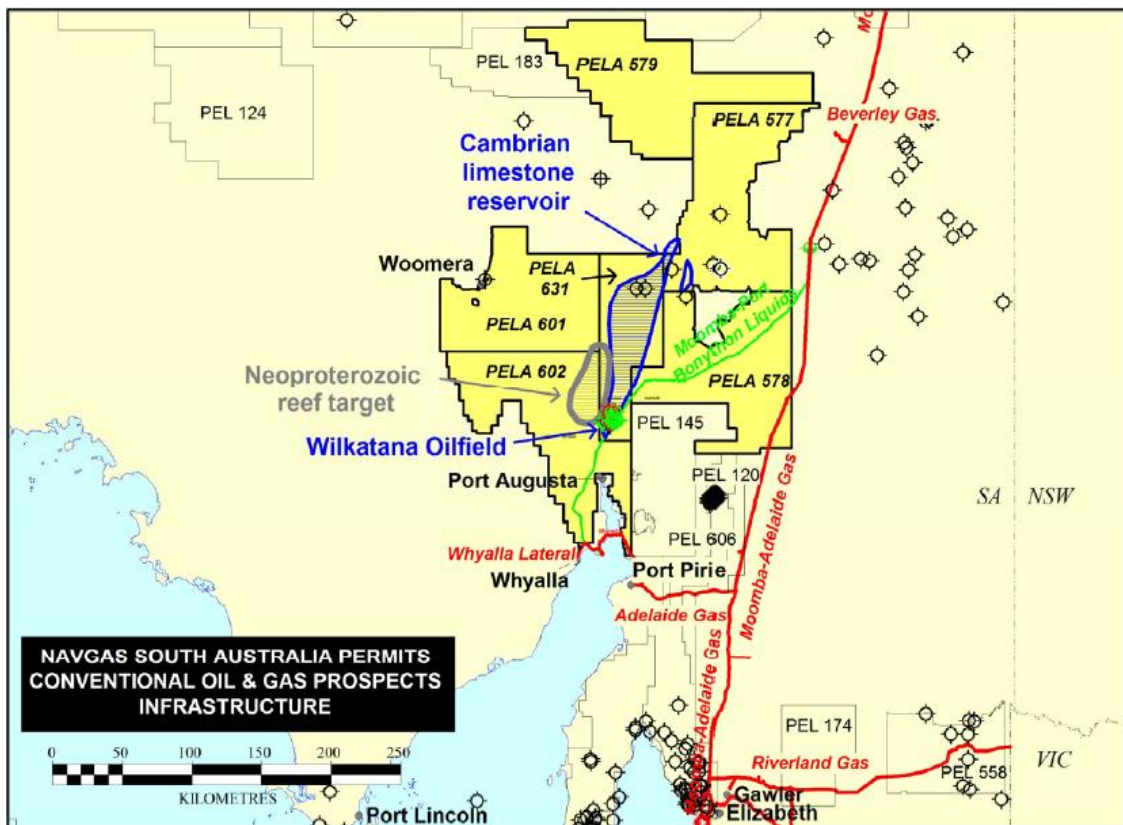 PELA 579
PEL 183
PEL 124
PELA 577
Beverley Gas
Cambrian
limestone
reservoir
Woomera
PELA
631
PELA 601
Moomba-Port
Bonython Liquids
PELA 602
PELA 578
Neoproterozoic
reef target
PEL 145
Wilkatana Oilfield
Port Augusta
PEL 120
SA
NSW
PEL 606
Whyalla Lateral
Whyalla
Port Pirie
Adelaide Gas
Moomba-Adelaide Gas
Moomba-Adelaide Gas
NAVGAS SOUTH AUSTRALIA PERMITS
CONVENTIONAL OIL & GAS PROSPECTS
INFRASTRUCTURE
0 50 100 150 200 250
KILOMETRES
PEL 174
Riverland Gas
PEL 558
VIC
Gawler
Elizabeth
Port Lincoln